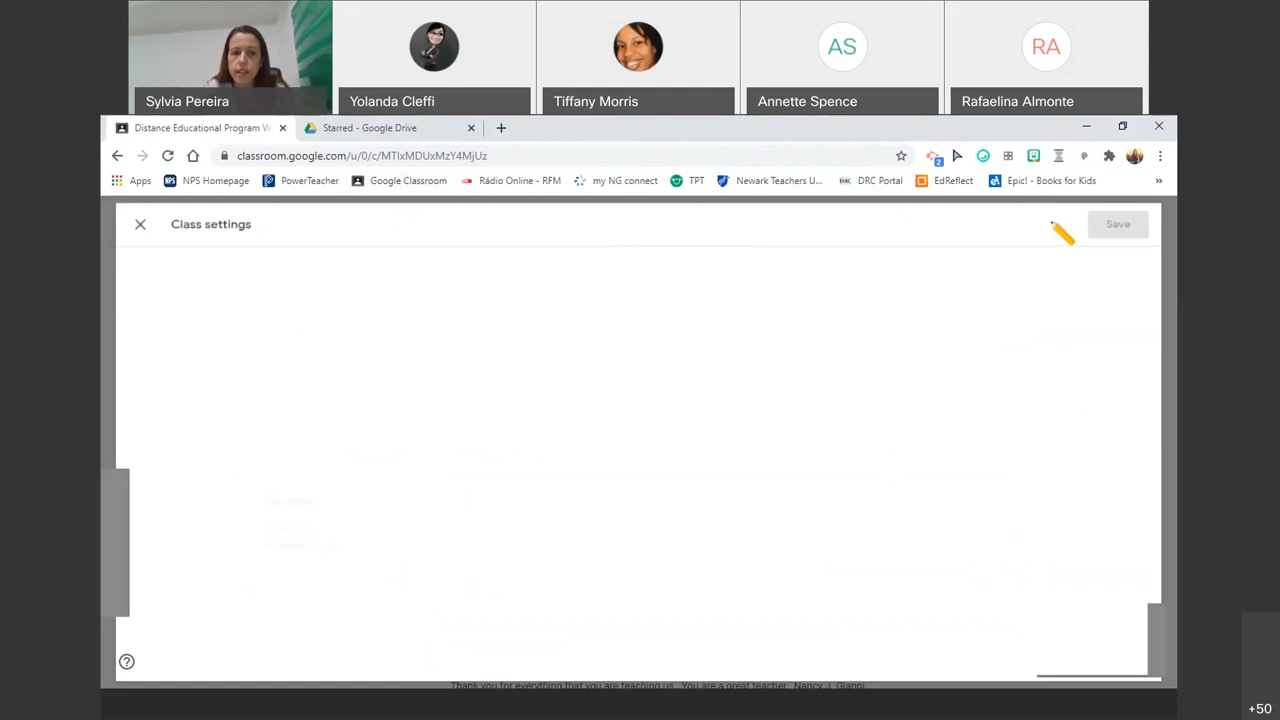 AS
RA
Sylvia Pereira
Yolanda Cleffi
Tiffany Morris
Annette Spence
Rafaelina Almonte
Distance Educational Program W
Starred - Google Drive
classroom.google.com/u/0/c/MTIxMDUxMzY4MjUz
2
Apps
NPS Homepage
PowerTeacher
Google Classroom
Rádio Online - RFM
my NG connect
TPT
Newark Teachers U...
DRC Portal
EdReflect
Epic! - Books for Kids
»
Class settings
Save
Thank you for everything that you are teaching us. You are a great teacher. Nancy J. Giangi
+50